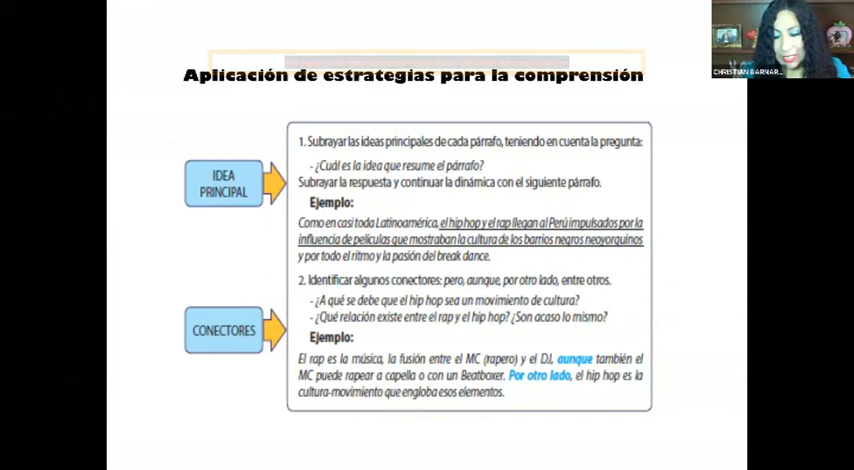 CHRISTIAN BARNAR...
Aplicación de estrategias para la comprensión
1. Subrayar las ideas principales de cada párrafo, teniendo en cuenta la pregunta:
- ¿Cuál es la idea que resume el párrafo?
IDEA
PRINCIPAL
Subrayar la respuesta y continuar la dinámica con el siguiente párrafo.
Ejemplo:
Como en casi toda Latinoamérica, el hip hop y el rap llegan al Perú impulsados por la
influencia de películas que mostraban la cultura de los barrios negros neoyorquinos
y por todo el ritmo y la pasión del break dance.
2. Identificar algunos conectores: pero, aunque, por otro lado, entre otros.
- ¿A qué se debe que el hip hop sea un movimiento de cultura?
- ¿Qué relación existe entre el rap y el hip hop? ¿Son acaso lo mismo?
CONECTORES
Ejemplo:
El rap es la música, la fusión entre el MC (rapero) y el DJ, aunque también el
MC puede rapear a capella o con un Beatboxer. Por otro lado, el hip hop es la
cultura-movimiento que engloba esos elementos.